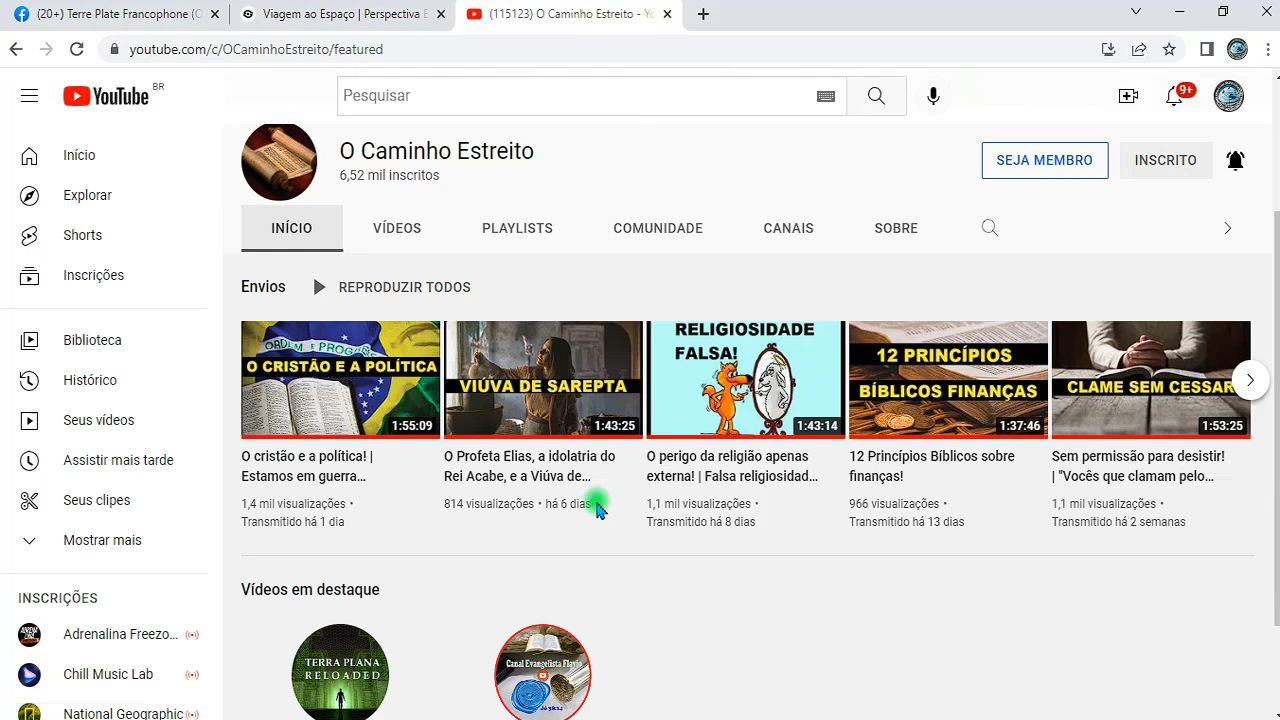 (20+) Terre Plate Francophone (O
Viagem ao Espaço | Perspectiva E
(115123) O Caminho Estreito - Yo
youtube.com/c/OCaminhoEstreito/featured
YouTube BR
Pesquisar
9+
Início
Explorar
Shorts
Inscrições
Biblioteca
Histórico
Seus vídeos
Assistir mais tarde
Seus clipes
Mostrar mais
INSCRIÇÕES
Adrenalina Freezo...
Chill Music Lab
National Geographic
O Caminho Estreito
6,52 mil inscritos
SEJA MEMBRO
INSCRITO
INÍCIO
VÍDEOS
PLAYLISTS
COMUNIDADE
CANAIS
SOBRE
Envios
REPRODUZIR TODOS
ORDEM E PROGRES
O CRISTÃO E A POLÍTICA
1:55:09
O cristão e a política! |
Estamos em guerra...
1,4 mil visualizações •
Transmitido há 1 dia
VIÚVA DE SAREPTA
1:43:25
O Profeta Elias, a idolatria do
Rei Acabe, e a Viúva de...
814 visualizações • há 6 dias
RELIGIOSIDADE
FALSA!
1:43:14
O perigo da religião apenas
externa! | Falsa religiosidad...
1,1 mil visualizações •
Transmitido há 8 dias
12 PRINCÍPIOS
BÍBLICOS FINANÇAS
1:37:46
12 Princípios Bíblicos sobre
finanças!
966 visualizações •
Transmitido há 13 dias
CLAME SEM CESSAR
1:53:25
Sem permissão para desistir!
| "Vocês que clamam pelo...
1,1 mil visualizações •
Transmitido há 2 semanas
Vídeos em destaque
TERRA PLANA
RELOADED
Canal Evangelista Flavio